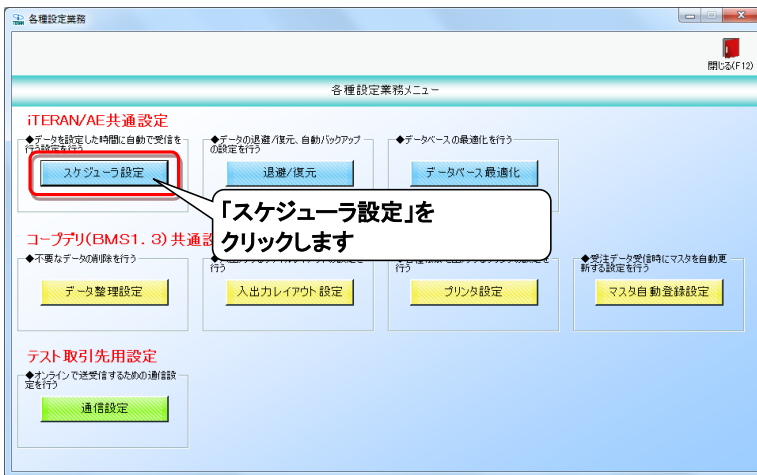 TERAN 各種設定業務
閉じる(F12)
各種設定業務メニュー
iTERAN/AE共通設定
◆データを設定した時間に自動で受信を
行う設定を行う
スケジューラ設定
◆データの退避/復元、自動バックアップ
の設定を行う
退避/復元
◆データベースの最適化を行う
データベース最適化
「スケジューラ設定」を
クリックします
コープデリ(BMS1.3)共通設
◆不要なデータの削除を行う
データ整理設定
行う
入出力レイアウト設定
行う
プリンタ設定
◆受注データ受信時にマスタを自動更
新する設定を行う
マスタ自動登録設定
テスト取引先用設定
◆オンラインで送受信するための通信設
定を行う
通信設定